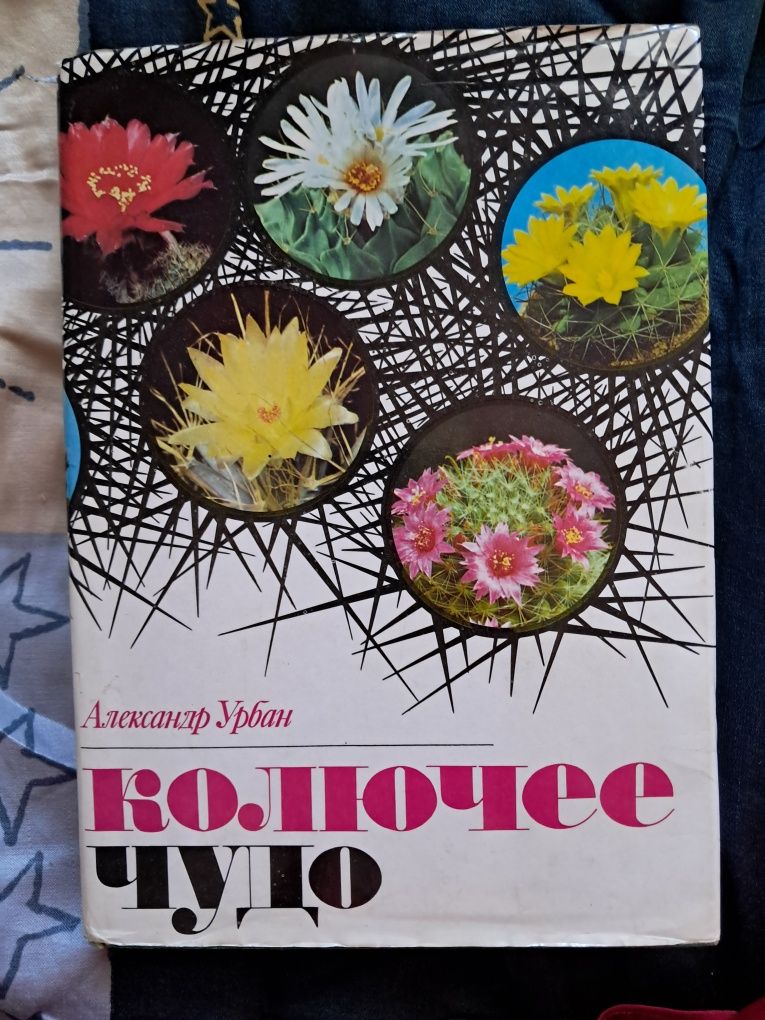 Александр Урбан
колючее
чудо